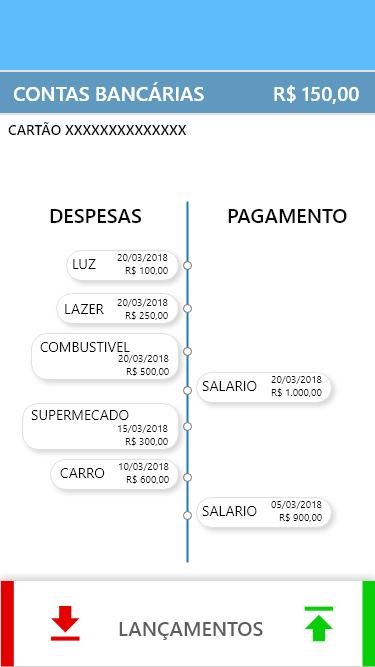 CONTAS BANCÁRIAS R$ 150,00
CARTÃO XXXXXXXXXXXXXX
DESPESAS PAGAMENTO
LUZ 20/03/2018
R$ 100,00
LAZER 20/03/2018
R$ 250,00
COMBUSTIVEL
20/03/2018
R$ 500,00
SALARIO 20/03/2018
R$ 1.000,00
SUPERMECADO
15/03/2018
R$ 300,00
CARRO 10/03/2018
R$ 600,00
SALARIO 05/03/2018
R$ 900,00
LANÇAMENTOS